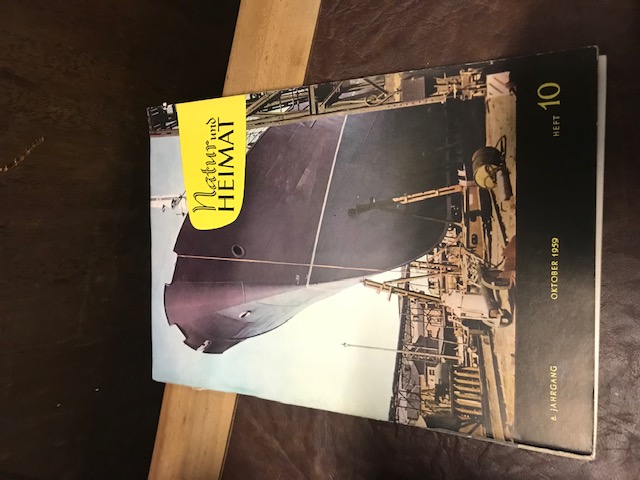 Natur und
HEIMAT
8. JAHRGANG
OKTOBER 1959
HEFT 10